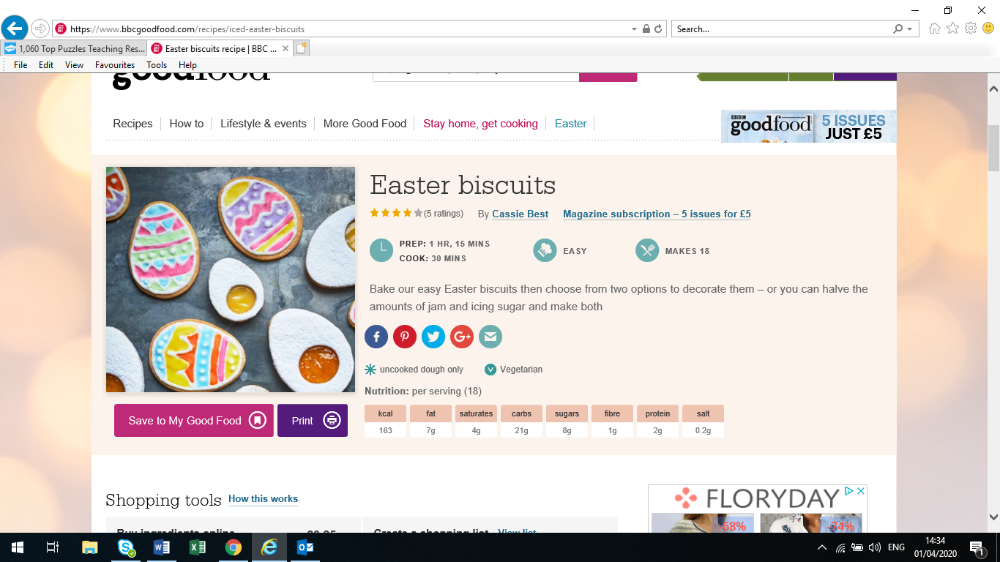 https://www.bbcgoodfood.com/recipes/iced-easter-biscuits
Search...
1,060 Top Puzzles Teaching Res...
Easter biscuits recipe | BBC ...
File Edit View Favourites Tools Help
goodfood
Recipes
How to
Lifestyle & events
More Good Food
Stay home, get cooking
Easter
BBC
goodfood
5 ISSUES
JUST £5
Easter biscuits
(5 ratings)
By Cassie Best
Magazine subscription – 5 issues for £5
PREP: 1 HR, 15 MINS
COOK: 30 MINS
EASY
MAKES 18
Bake our easy Easter biscuits then choose from two options to decorate them – or you can halve the
amounts of jam and icing sugar and make both
G+
uncooked dough only
V Vegetarian
Nutrition: per serving (18)
kcal fat saturates carbs sugars fibre protein salt
163 7g 4g 21g 8g 1g 2g 0.2g
Save to My Good Food
Print
Shopping tools How this works
FLORYDAY
-68%
-74%
Buy ingredients online
Create a shopping list View list
ENG
14:34
01/04/2020
1